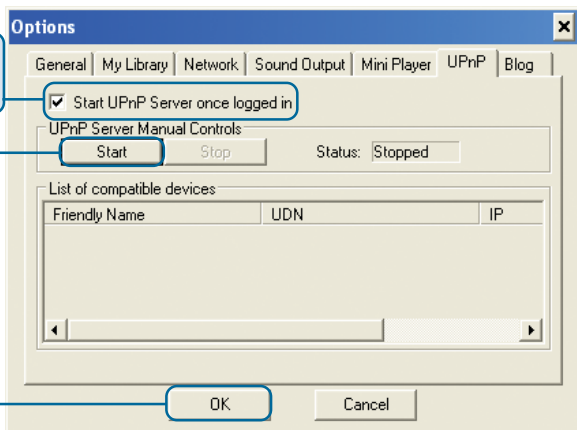 Options
General My Library Network Sound Output Mini Player UPnP Blog
Start UPnP Server once logged in
UPnP Server Manual Controls
Start Stop Status: Stopped
List of compatible devices
Friendly Name UDN IP
OK Cancel